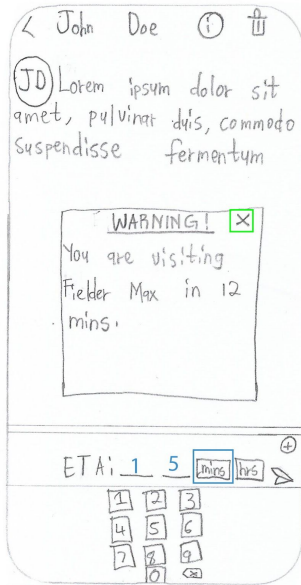 < John Doe i
JD Lorem ipsum dolor sit
amet, pulvinar duis, commodo
suspendisse fermentum
WARNING! X
You are visiting
Fielder Max in 12
mins.
+
ETA: 1 5 mins hrs
1 2 3
4 5 6
7 8 9
0 x